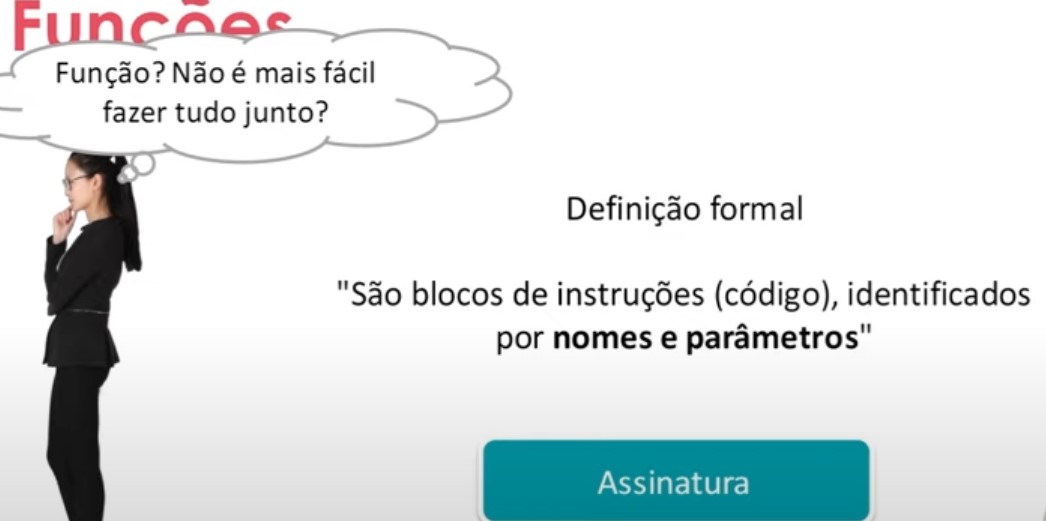 Funções
Função? Não é mais fácil
fazer tudo junto?
Definição formal
"São blocos de instruções (código), identificados
por nomes e parâmetros"
Assinatura